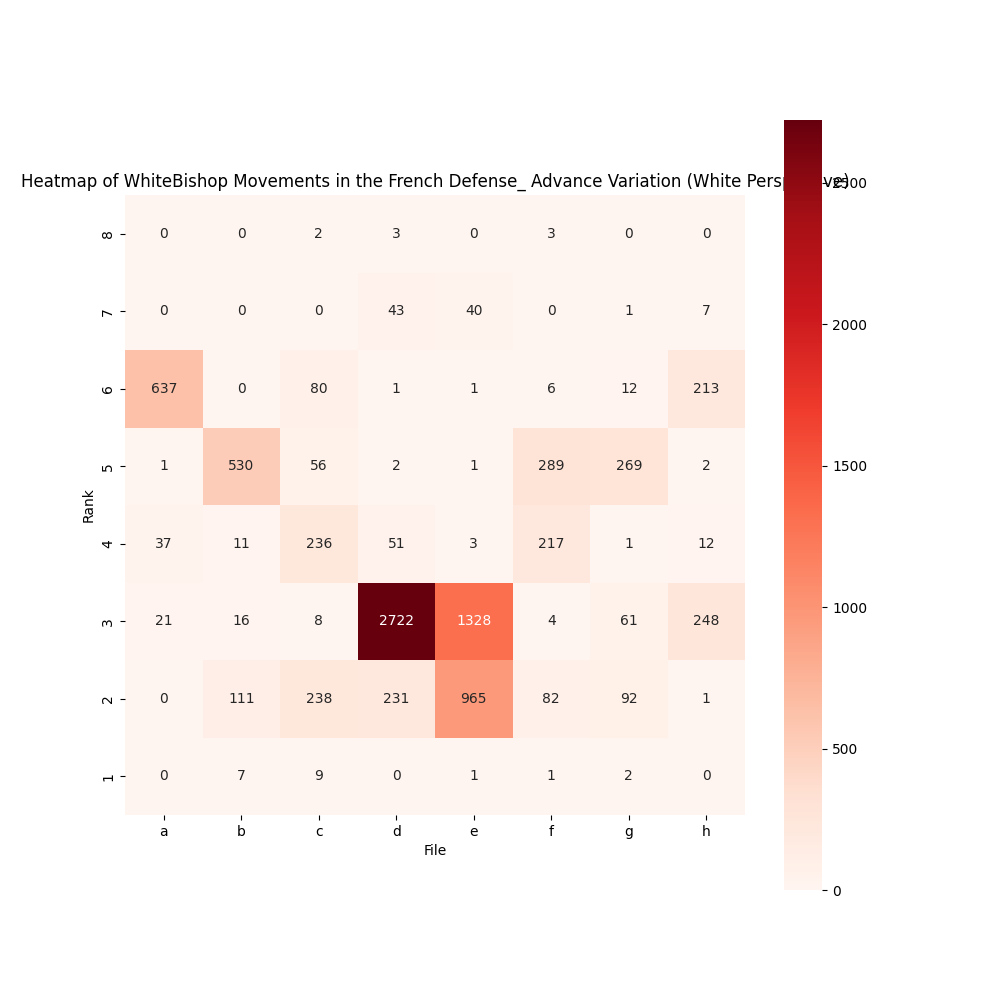 Heatmap of WhiteBishop Movements in the French Defense_ Advance Variation (White Pers
ve)
2500
2000
1500
1000
500
0
Rank
8 0 0 2 3 0 3 0 0
7 0 0 0 43 40 0 1 7
6 637 0 80 1 1 6 12 213
5 1 530 56 2 1 289 269 2
4 37 11 236 51 3 217 1 12
3 21 16 8 2722 1328 4 61 248
2 0 111 238 231 965 82 92 1
1 0 7 9 0 1 1 2 0
a b c d e f g h
File